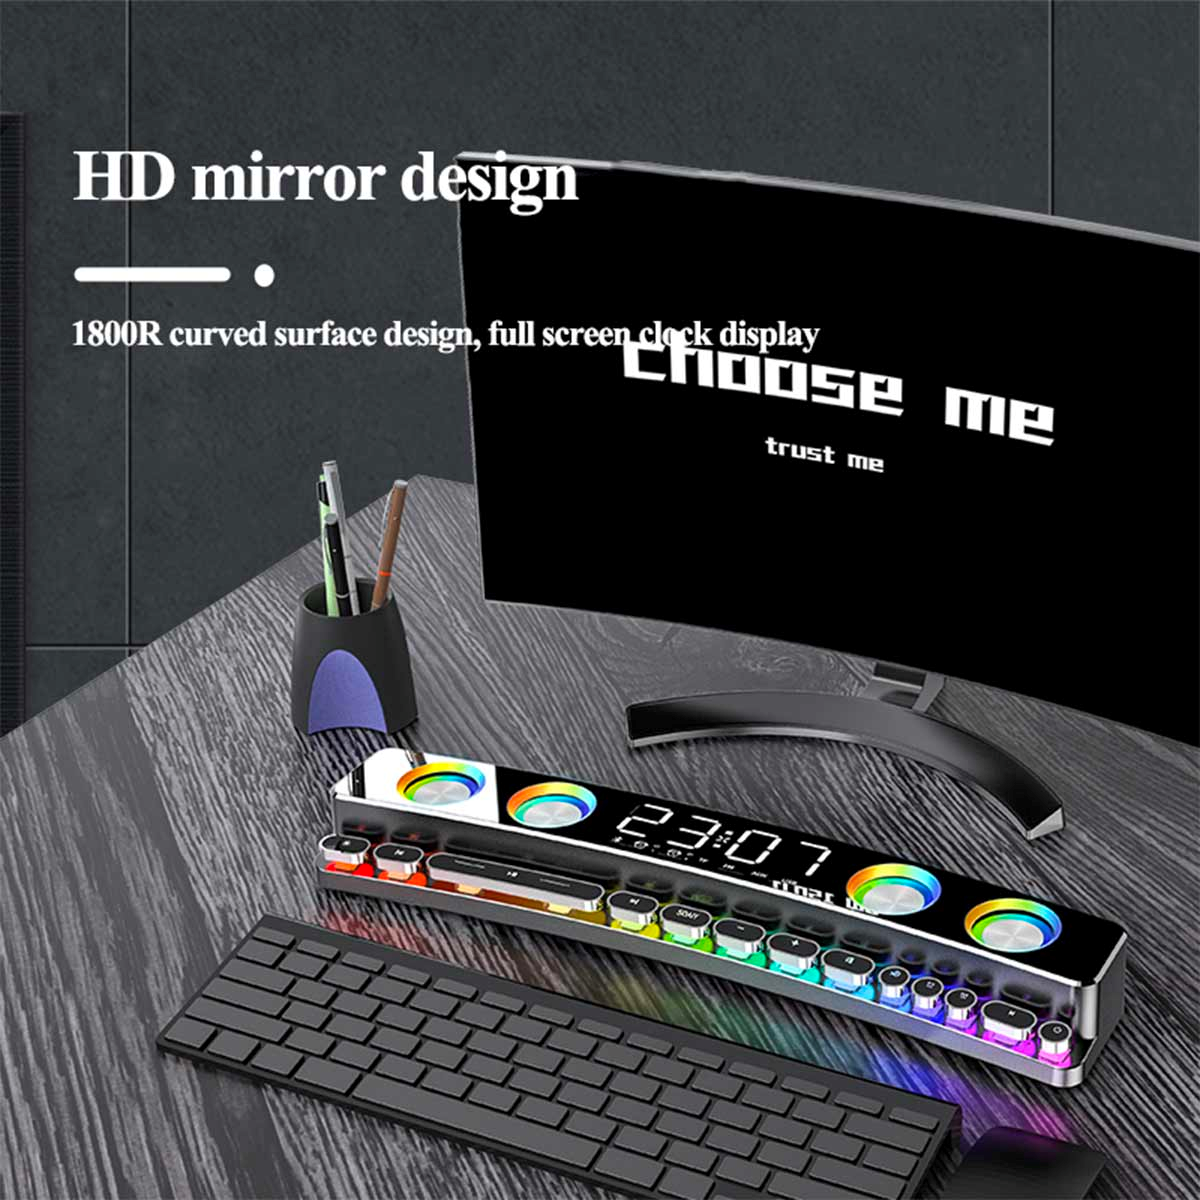 HD mirror design
1800R curved surface design, full screen clock display
choose me
trust me
23:07